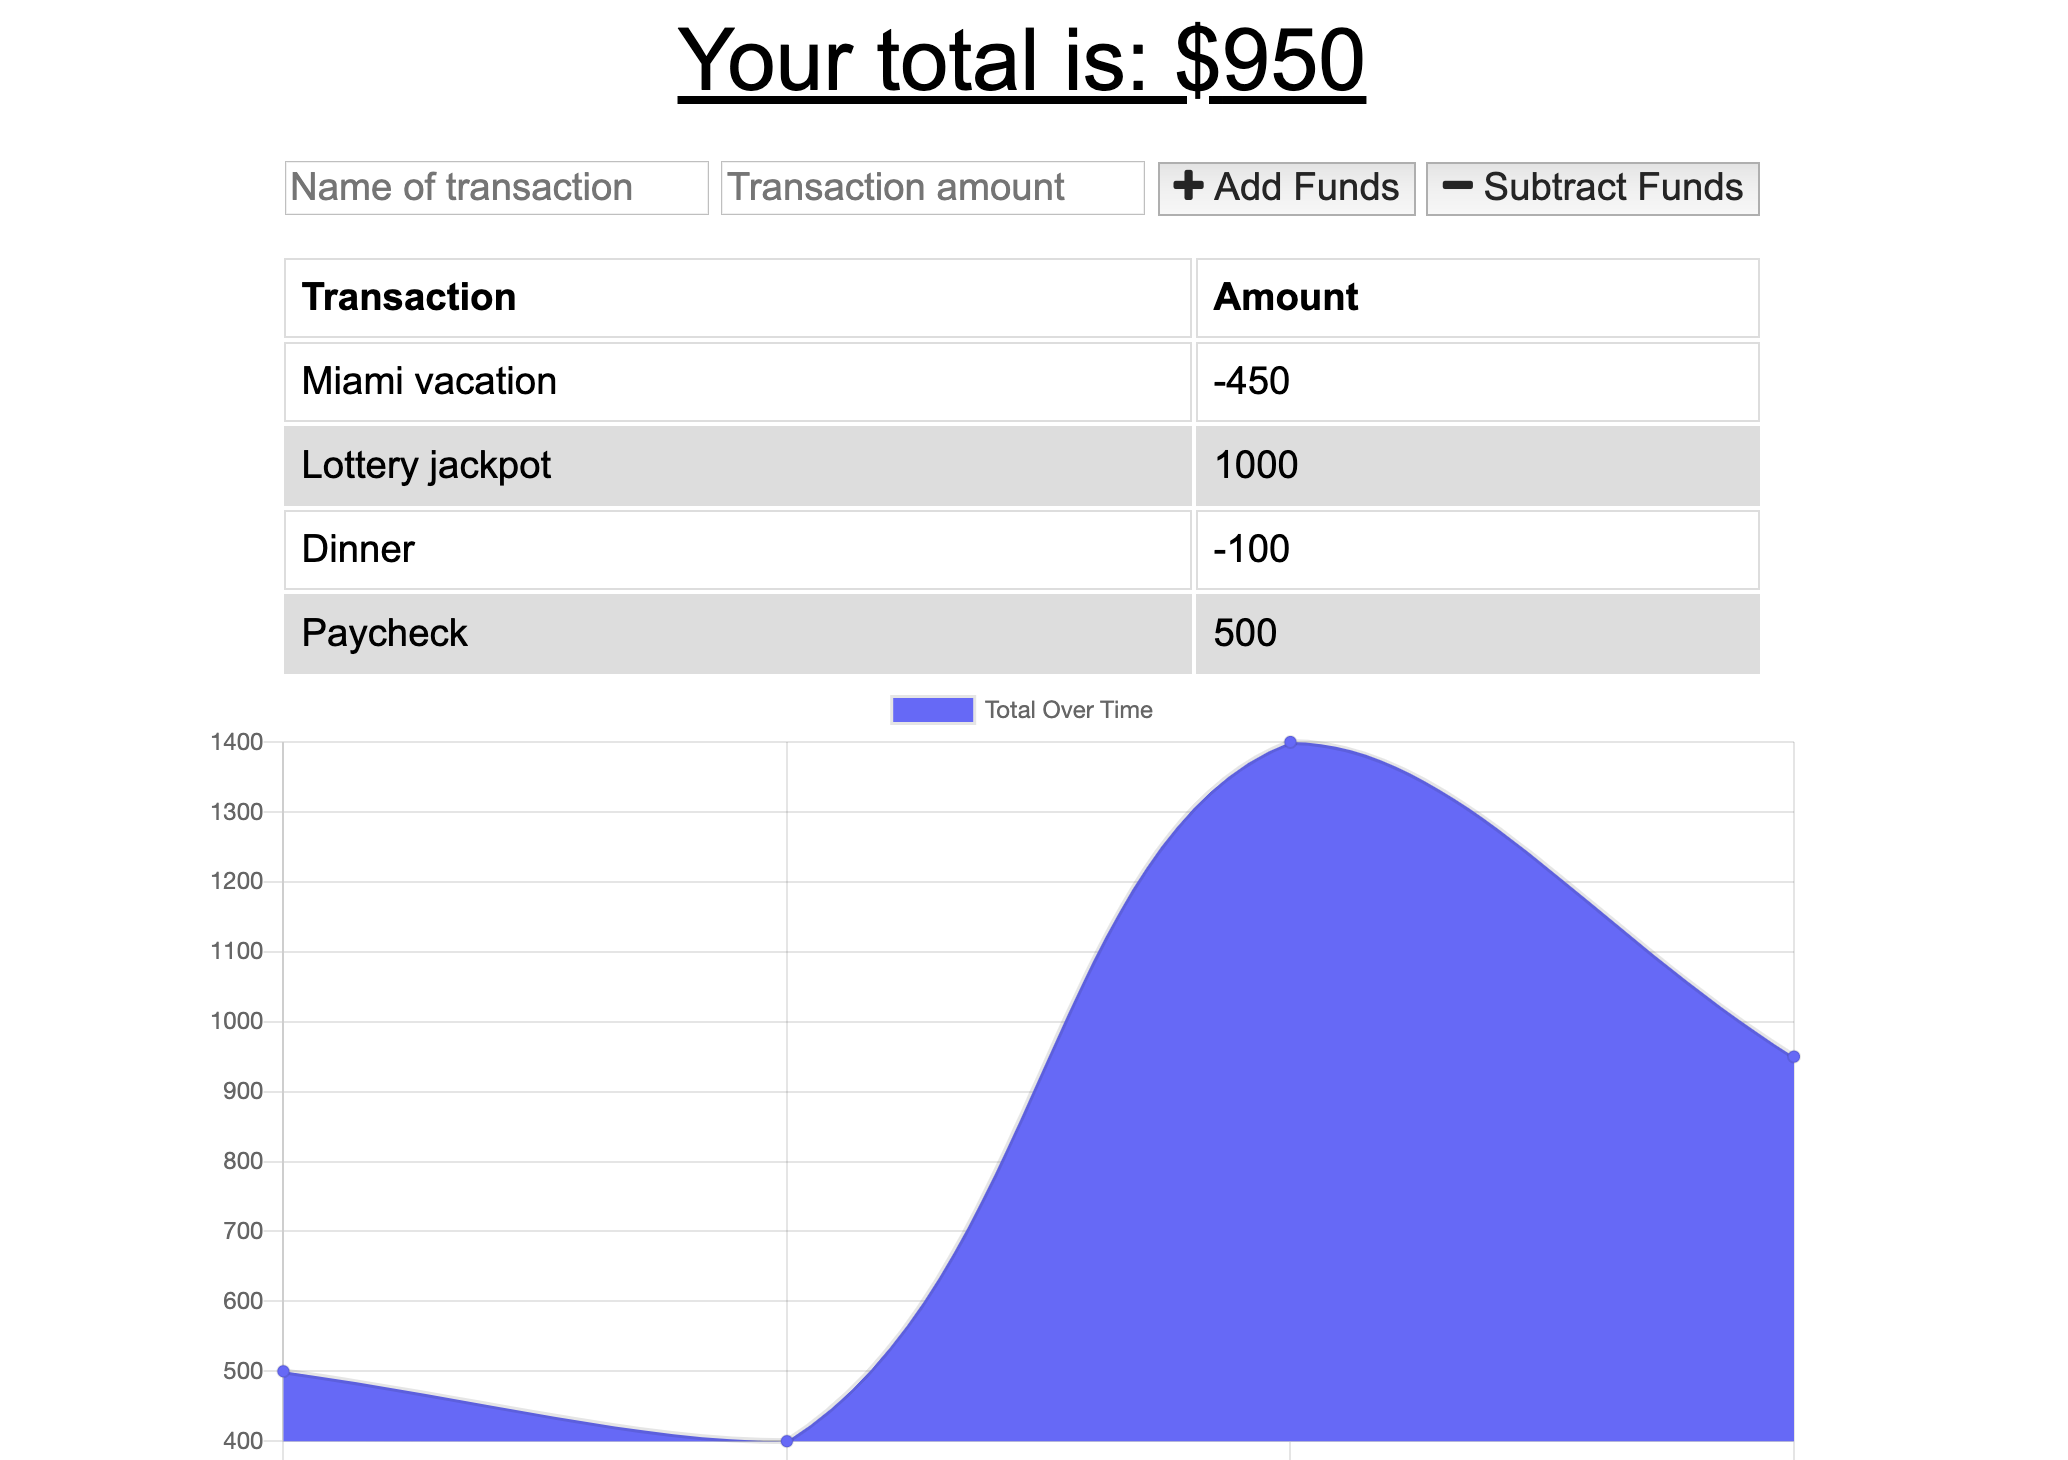 Your total is: $950
Name of transaction Transaction amount Add Funds Subtract Funds
Transaction Amount
Miami vacation -450
Lottery jackpot 1000
Dinner -100
Paycheck 500
Total Over Time
1400
1300
1200
1100
1000
900
800
700
600
500
400